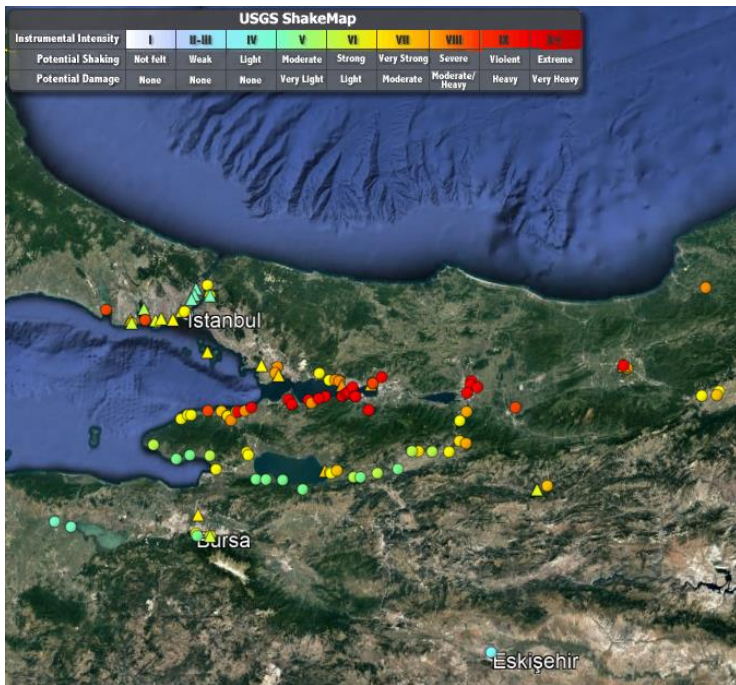 USGS ShakeMap
Instrumental Intensity I II-III IV V VI VII VIII IX X+
Potential Shaking Not felt Weak Light Moderate Strong Very Strong Severe Violent Extreme
Potential Damage None None None Very Light Light Moderate Moderate/Heavy Heavy Very Heavy
Istanbul
Bursa
Eskişehir